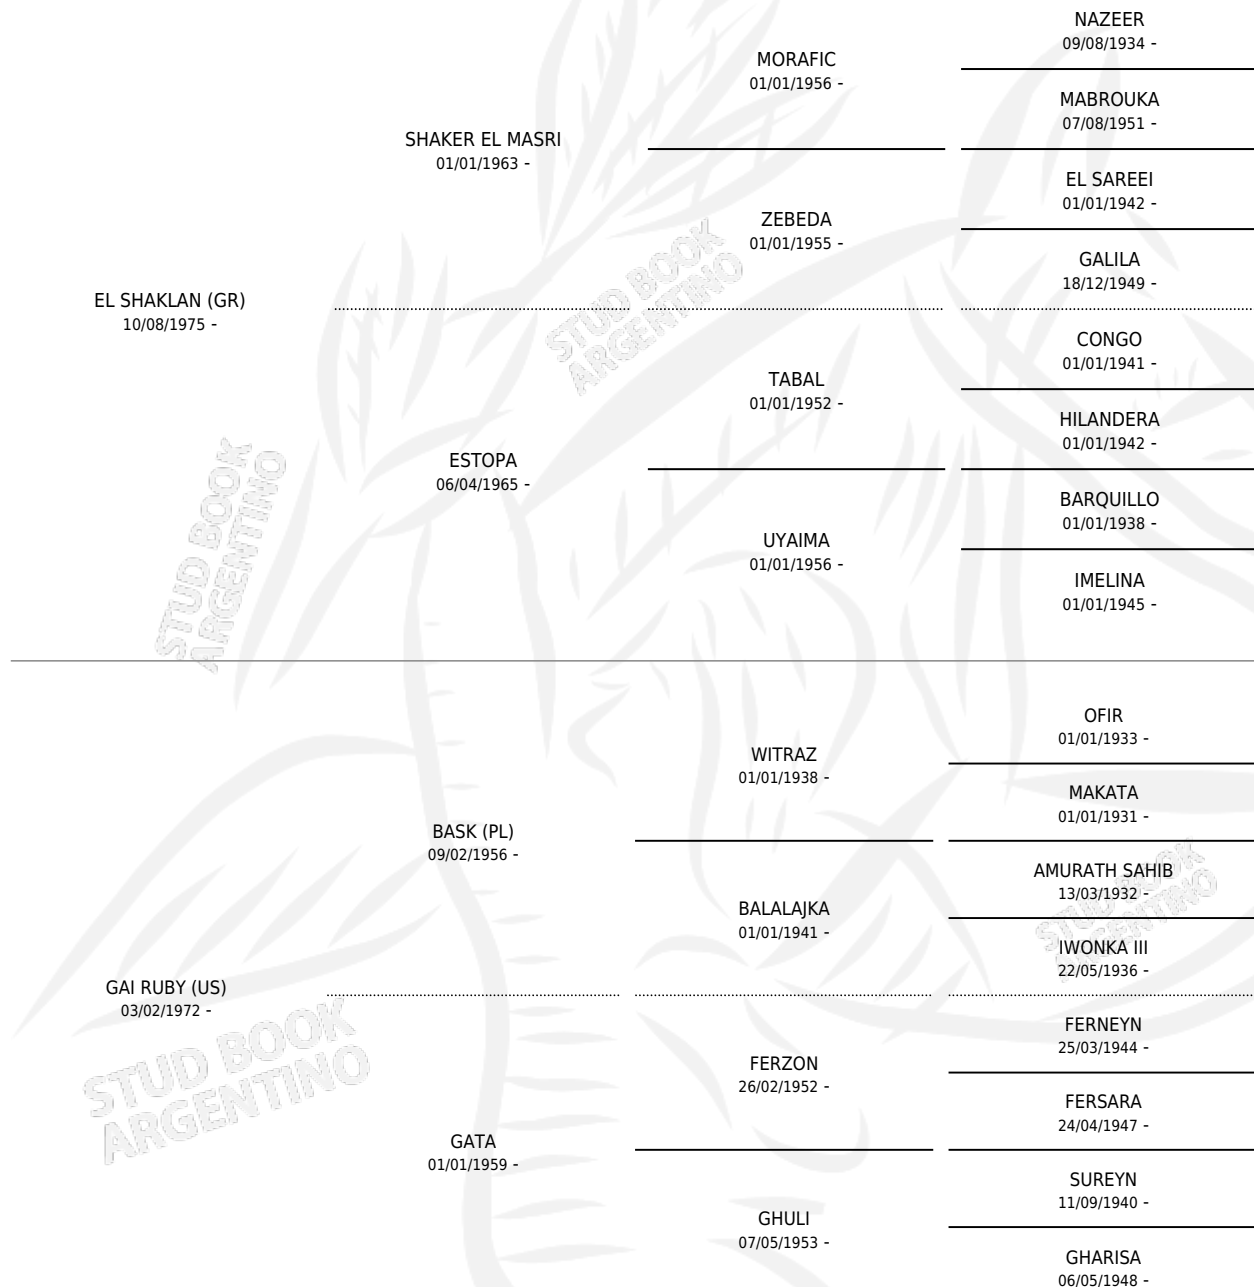 NAZEER
09/08/1934 -
MORAFIC
01/01/1956 -
MABROUKA
07/08/1951 -
SHAKER EL MASRI
01/01/1963 -
EL SAREEI
01/01/1942 -
ZEBEDA
01/01/1955 -
GALILA
18/12/1949 -
EL SHAKLAN (GR)
10/08/1975 -
CONGO
01/01/1941 -
TABAL
01/01/1952 -
HILANDERA
01/01/1942 -
ESTOPA
06/04/1965 -
BARQUILLO
01/01/1938 -
UYAIMA
01/01/1956 -
IMELINA
01/01/1945 -
OFIR
01/01/1933 -
WITRAZ
01/01/1938 -
MAKATA
01/01/1931 -
BASK (PL)
09/02/1956 -
AMURATH SAHIB
13/03/1932 -
BALALAJKA
01/01/1941 -
IWONKA III
22/05/1936 -
GAI RUBY (US)
03/02/1972 -
FERNEYN
25/03/1944 -
FERZON
26/02/1952 -
FERSARA
24/04/1947 -
GATA
01/01/1959 -
SUREYN
11/09/1940 -
GHULI
07/05/1953 -
GHARISA
06/05/1948 -
STUD BOOK
ARGENTINO
STUD BOOK
ARGENTINO
STUD BOOK
ARGENTINO
STUD BOOK
ARGENTINO